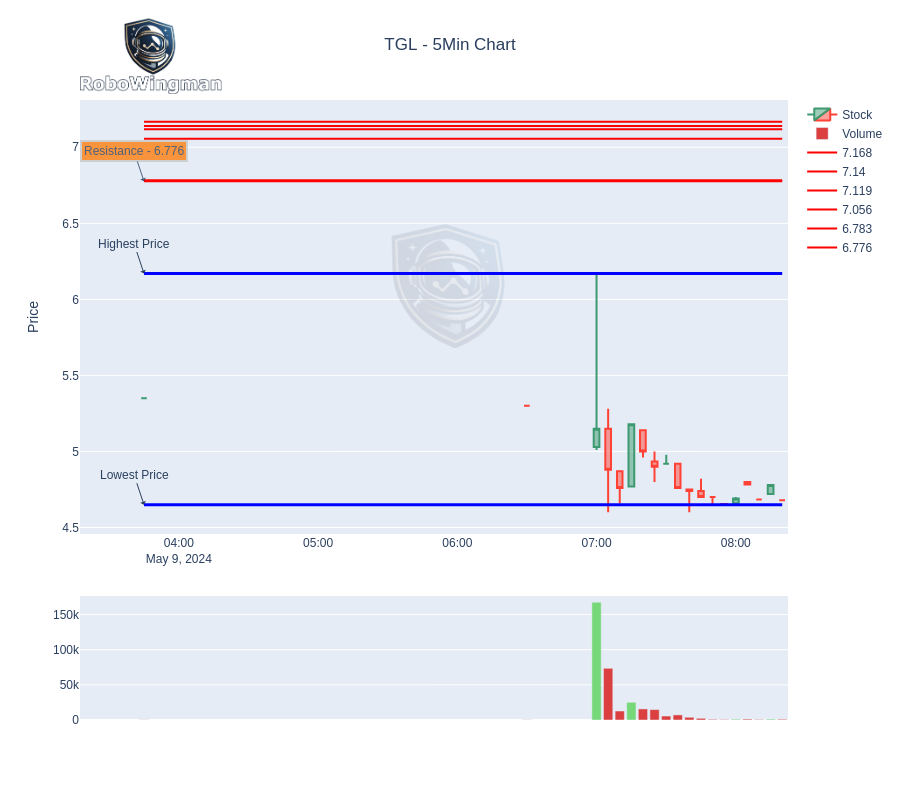 TGL - 5Min Chart
RoboWingman
Stock
Volume
7.168
7.14
7.119
7.056
6.783
6.776
7
Resistance - 6.776
6.5
Highest Price
6
Price
5.5
5
Lowest Price
4.5
04:00
05:00
06:00
07:00
08:00
May 9, 2024
150k
100k
50k
0